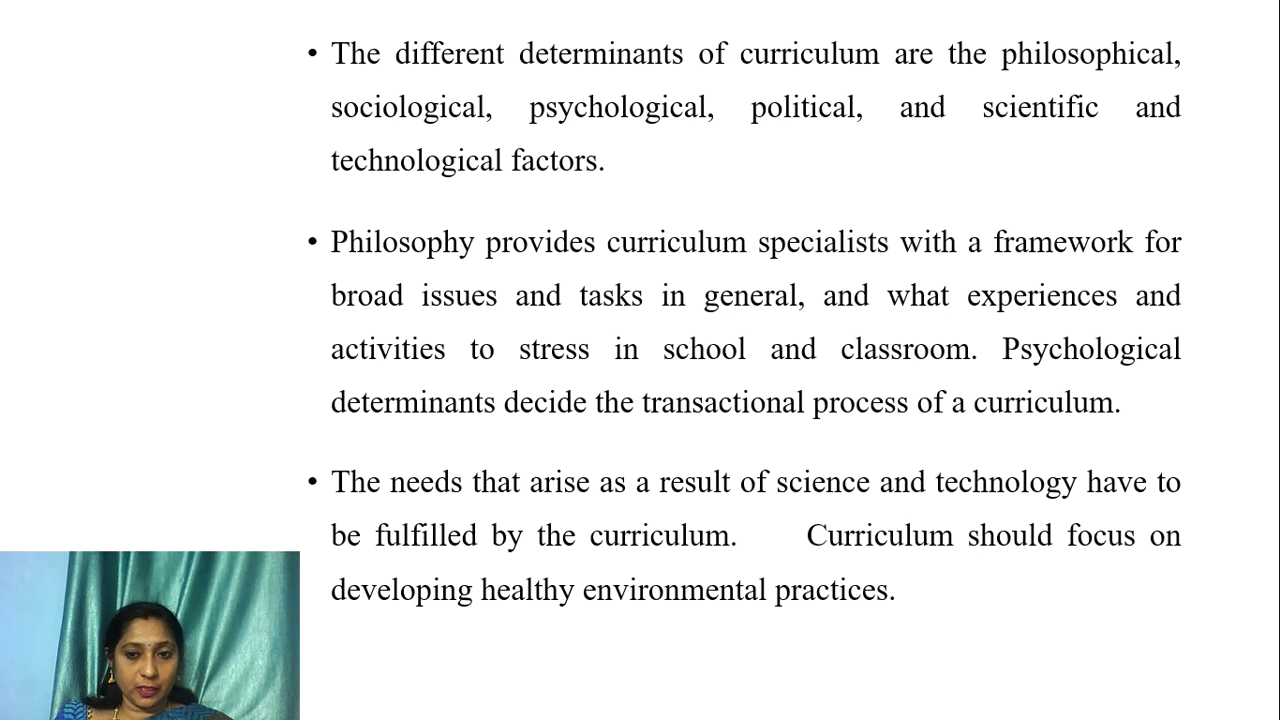 • The different determinants of curriculum are the philosophical,
sociological, psychological, political, and scientific and
technological factors.
• Philosophy provides curriculum specialists with a framework for
broad issues and tasks in general, and what experiences and
activities to stress in school and classroom. Psychological
determinants decide the transactional process of a curriculum.
• The needs that arise as a result of science and technology have to
be fulfilled by the curriculum. Curriculum should focus on
developing healthy environmental practices.